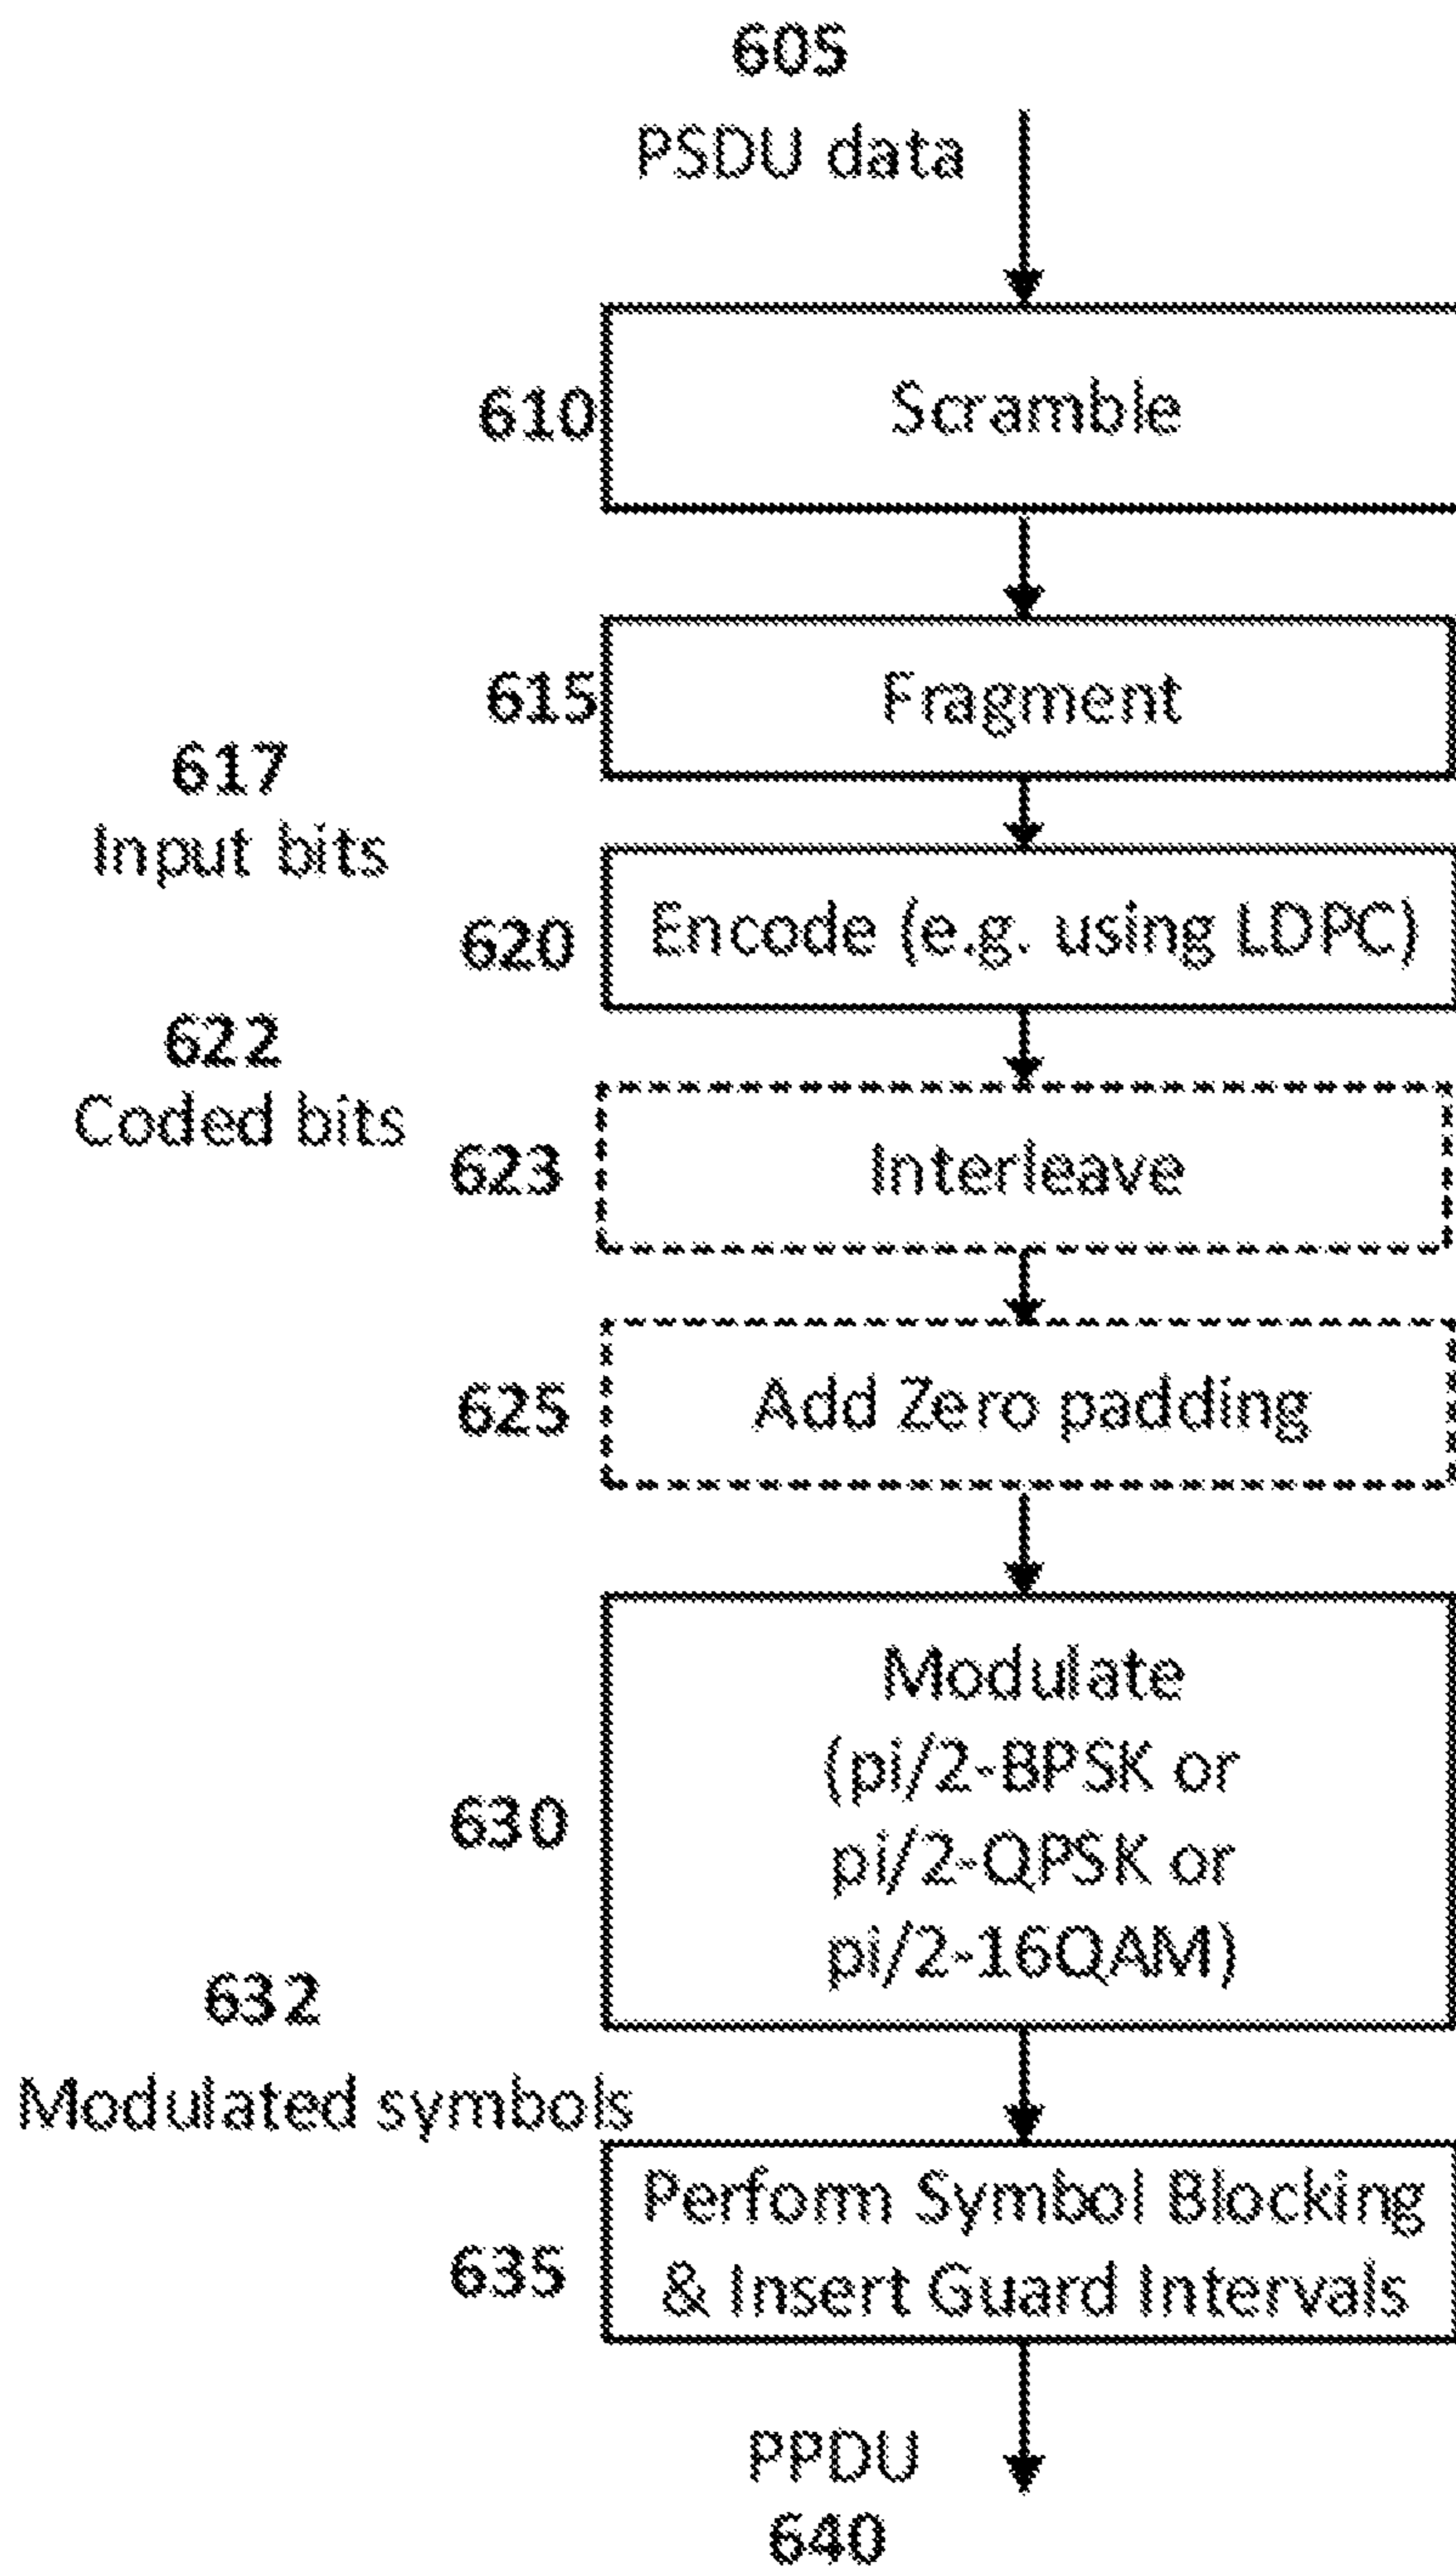 605
PSDU data
610
Scramble
615
Fragment
617
Input bits
620
Encode (e.g. using LDPC)
622
Coded bits
623
Interleave
625
Add Zero padding
630
Modulate
(pi/2-BPSK or
pi/2-QPSK or
pi/2-16QAM)
632
Modulated symbols
635
Perform Symbol Blocking
& Insert Guard Intervals
PPDU
640